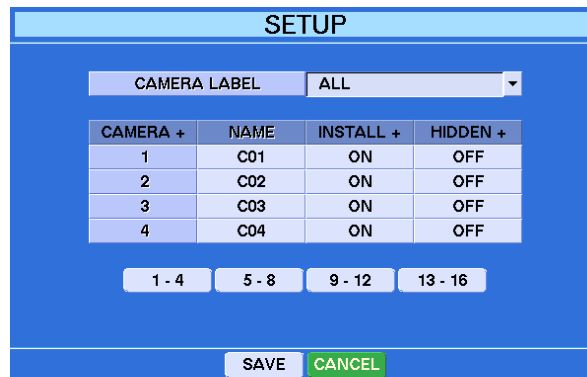 SETUP
CAMERA LABEL ALL
CAMERA + NAME INSTALL + HIDDEN +
1 C01 ON OFF
2 C02 ON OFF
3 C03 ON OFF
4 C04 ON OFF
1 - 4 5 - 8 9 - 12 13 - 16
SAVE CANCEL